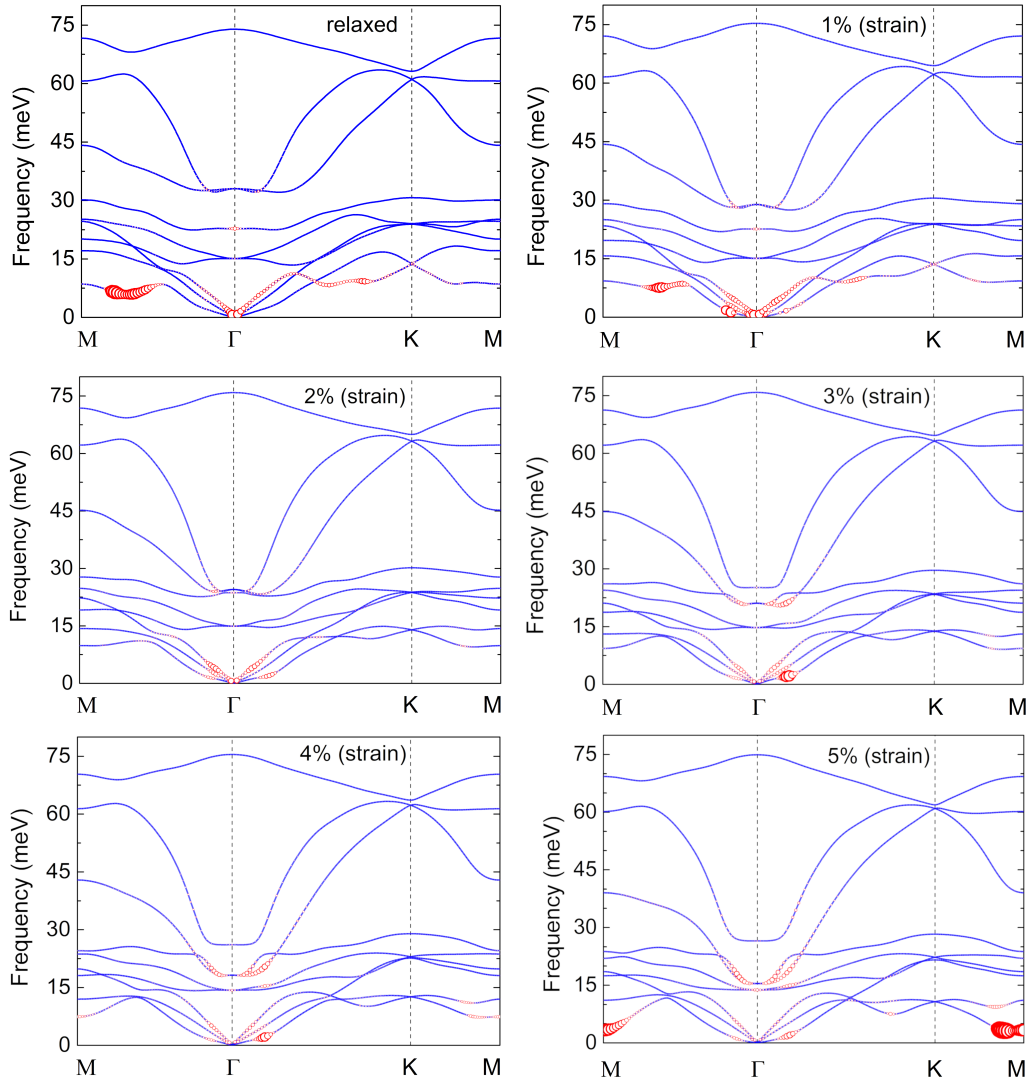 relaxed
Frequency (meV)
75
60
45
30
15
0
M Γ K M
1% (strain)
Frequency (meV)
75
60
45
30
15
0
M Γ K M
2% (strain)
Frequency (meV)
75
60
45
30
15
0
M Γ K M
3% (strain)
Frequency (meV)
75
60
45
30
15
0
M Γ K M
4% (strain)
Frequency (meV)
75
60
45
30
15
0
M Γ K M
5% (strain)
Frequency (meV)
75
60
45
30
15
0
M Γ K M